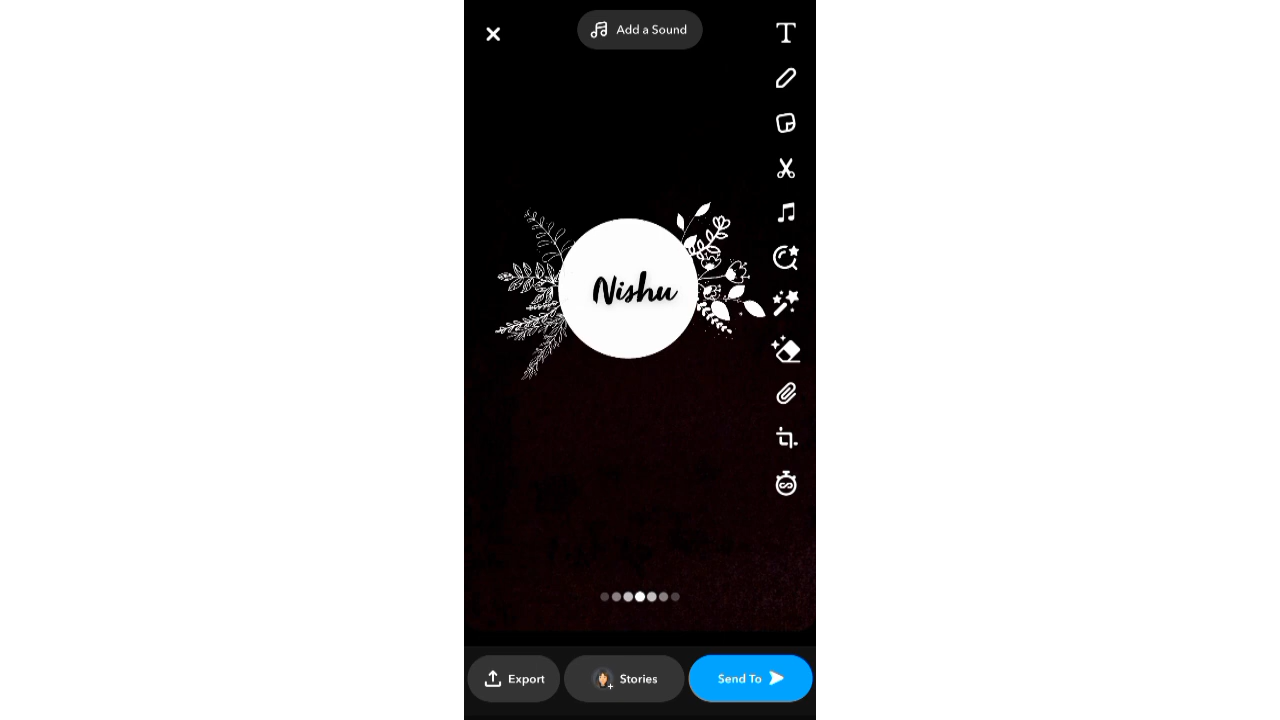 Add a Sound
T
Nishu
Export
Stories
Send To